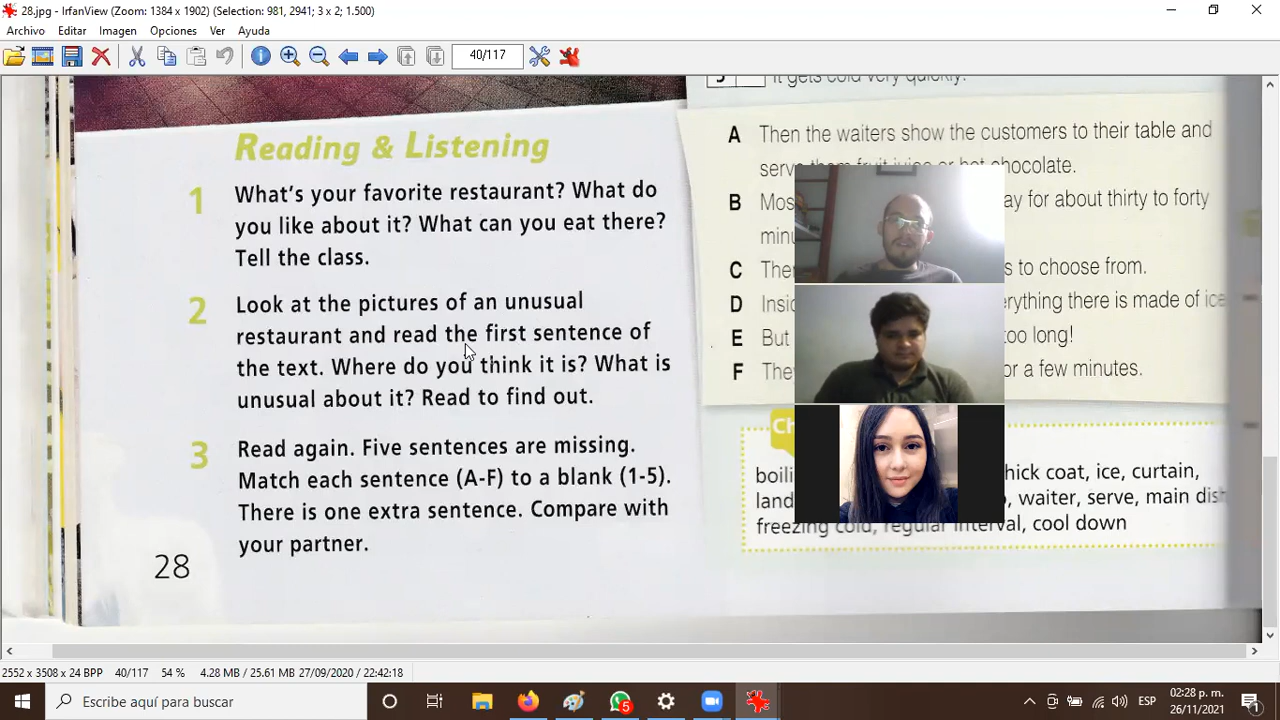 28.jpg - IrfanView (Zoom: 1384 x 1902) (Selection: 981, 2941; 3 x 2; 1.500)
Archivo Editar Imagen Opciones Ver Ayuda
40/117
It gets cold very quickly.
Reading & Listening
1 What's your favorite restaurant? What do
you like about it? What can you eat there?
Tell the class.
2 Look at the pictures of an unusual
restaurant and read the first sentence of
the text. Where do you think it is? What is
unusual about it? Read to find out.
3 Read again. Five sentences are missing.
Match each sentence (A-F) to a blank (1-5).
There is one extra sentence. Compare with
your partner.
28
A Then the waiters show the customers to their table and
serve them fruit juice or hot chocolate.
B for about thirty to forty
C to choose from.
D there is made of ice
E But too long!
F for a few minutes.
thick coat, ice, curtain,
waiter, serve, main dish
freezing cold, regular interval, cool down
2552 x 3508 x 24 BPP 40/117 54 % 4.28 MB / 25.61 MB 27/09/2020 / 22:42:18
Escribe aquí para buscar
5
ESP
02:28 p. m.
26/11/2021
1